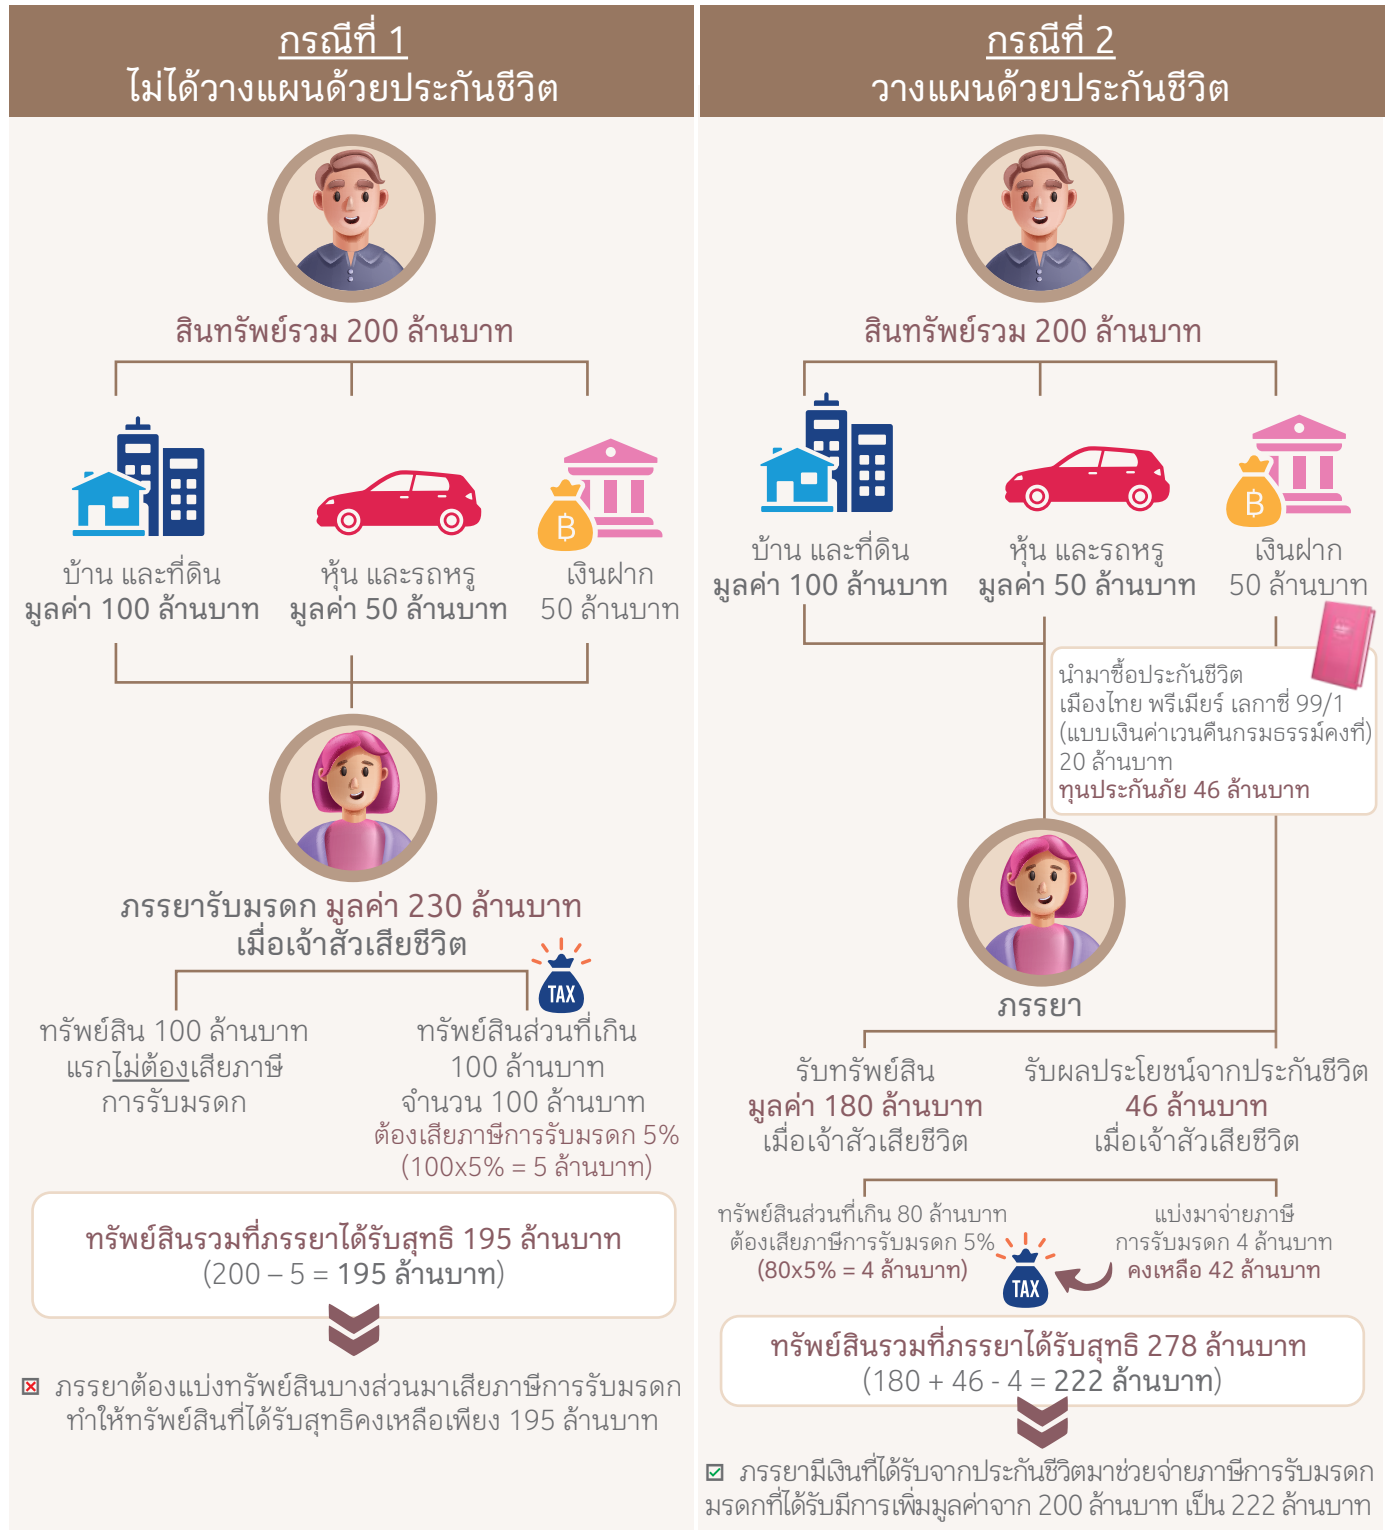 กรณีที่ 1
ไม่ได้วางแผนด้วยประกันชีวิต
สินทรัพย์รวม 200 ล้านบาท
฿
บ้าน และที่ดิน
มูลค่า 100 ล้านบาท
หุ้น และรถหรู
มูลค่า 50 ล้านบาท
เงินฝาก
50 ล้านบาท
ภรรยารับมรดก มูลค่า 230 ล้านบาท
เมื่อเจ้าสัวเสียชีวิต
TAX
ทรัพย์สิน 100 ล้านบาท
แรกไม่ต้องเสียภาษี
การรับมรดก
ทรัพย์สินส่วนที่เกิน
100 ล้านบาท
จำนวน 100 ล้านบาท
ต้องเสียภาษีการรับมรดก 5%
(100x5% = 5 ล้านบาท)
ทรัพย์สินรวมที่ภรรยาได้รับสุทธิ 195 ล้านบาท
(200 – 5 = 195 ล้านบาท)
ภรรยาต้องแบ่งทรัพย์สินบางส่วนมาเสียภาษีการรับมรดก
ทำให้ทรัพย์สินที่ได้รับสุทธิคงเหลือเพียง 195 ล้านบาท
กรณีที่ 2
วางแผนด้วยประกันชีวิต
สินทรัพย์รวม 200 ล้านบาท
฿
บ้าน และที่ดิน
มูลค่า 100 ล้านบาท
หุ้น และรถหรู
มูลค่า 50 ล้านบาท
เงินฝาก
50 ล้านบาท
นำมาซื้อประกันชีวิต
เมืองไทย พรีเมียร์ เลกาซี่ 99/1
(แบบเงินค่าเวนคืนกรมธรรม์คงที่)
20 ล้านบาท
ทุนประกันภัย 46 ล้านบาท
ภรรยา
รับทรัพย์สิน
มูลค่า 180 ล้านบาท
เมื่อเจ้าสัวเสียชีวิต
รับผลประโยชน์จากประกันชีวิต
46 ล้านบาท
เมื่อเจ้าสัวเสียชีวิต
ทรัพย์สินส่วนที่เกิน 80 ล้านบาท
ต้องเสียภาษีการรับมรดก 5%
(80x5% = 4 ล้านบาท)
TAX
แบ่งมาจ่ายภาษี
การรับมรดก 4 ล้านบาท
คงเหลือ 42 ล้านบาท
ทรัพย์สินรวมที่ภรรยาได้รับสุทธิ 278 ล้านบาท
(180 + 46 - 4 = 222 ล้านบาท)
ภรรยามีเงินที่ได้รับจากประกันชีวิตมาช่วยจ่ายภาษีการรับมรดก
มรดกที่ได้รับมีการเพิ่มมูลค่าจาก 200 ล้านบาท เป็น 222 ล้านบาท